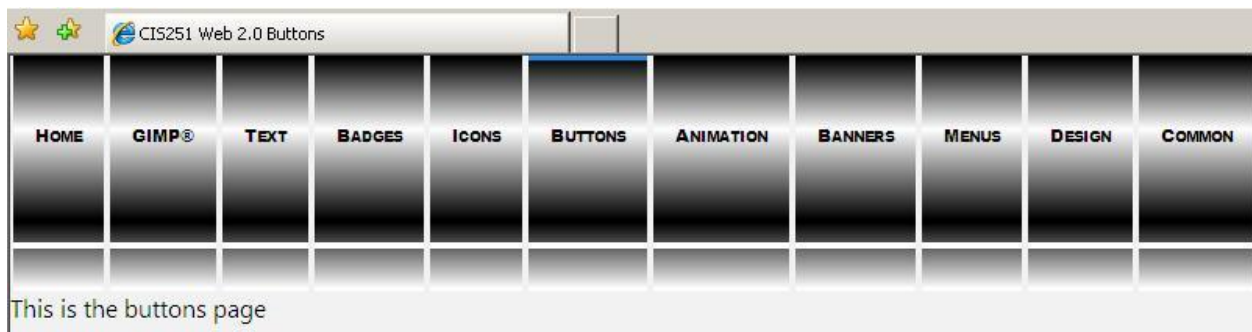 CIS251 Web 2.0 Buttons
Home GIMP® Text Badges Icons Buttons Animation Banners Menus Design Common
This is the buttons page